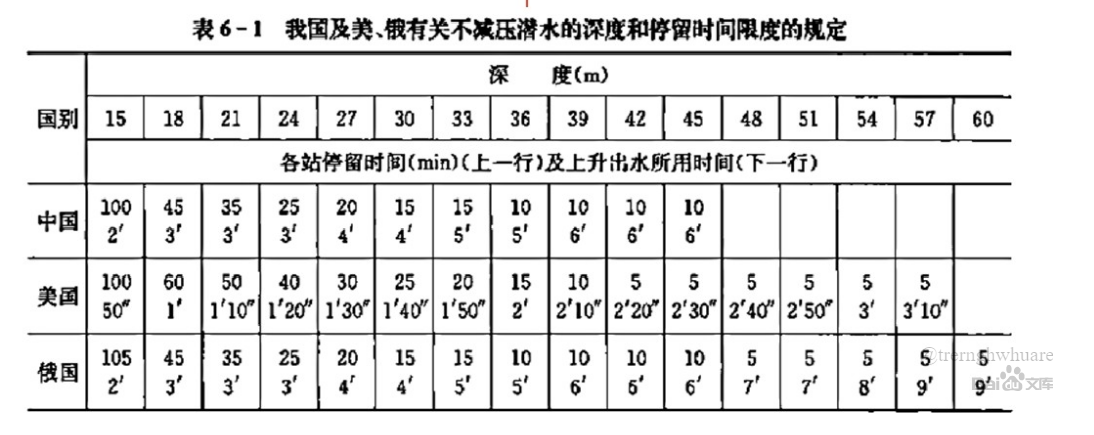 表6-1 我国及美、俄有关不减压潜水的深度和停留时间限度的规定
国别
深 度(m)
15 18 21 24 27 30 33 36 39 42 45 48 51 54 57 60
各站停留时间(min)(上一行)及上升出水所用时间(下一行)
中国
100 45 35 25 20 15 15 10 10 10 10
2′ 3′ 3′ 3′ 4′ 4′ 5′ 5′ 6′ 6′ 6′
美国
100 60 50 40 30 25 20 15 10 5 5 5 5 5 5
50″ 1′ 1′10″ 1′20″ 1′30″ 1′40″ 1′50″ 2′ 2′10″ 2′20″ 2′30″ 2′40″ 2′50″ 3′ 3′10″
俄国
105 45 35 25 20 15 15 10 10 10 10 5 5 5 5 5
2′ 3′ 3′ 3′ 4′ 4′ 5′ 5′ 6′ 6′ 6′ 7′ 7′ 8′ 9′ 9′
@trernghwhuare
Bai du 文库